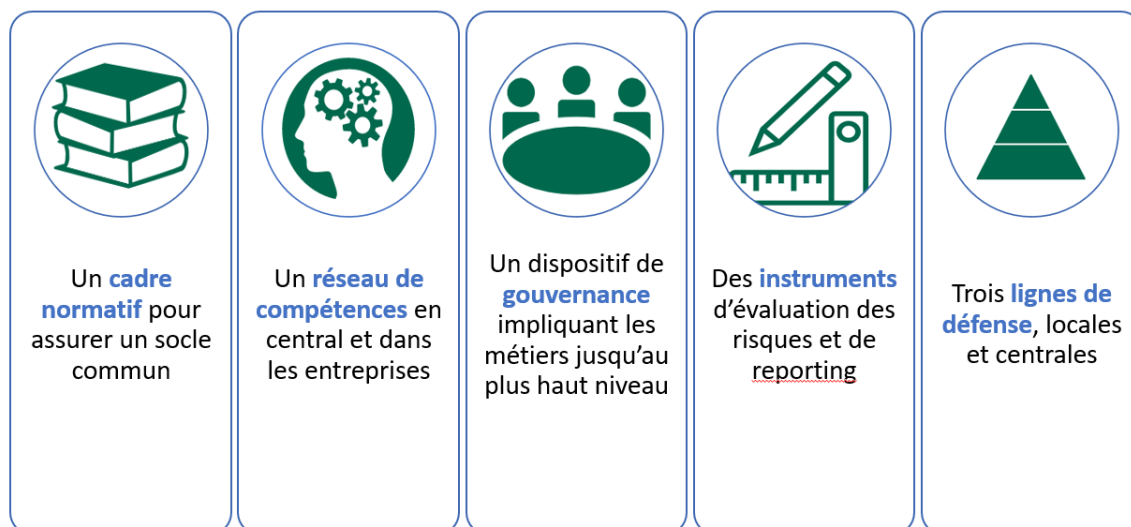 Un cadre
normatif pour
assurer un socle
commun
Un réseau de
compétences en
central et dans
les entreprises
Un dispositif de
gouvernance
impliquant les
métiers jusqu’au
plus haut niveau
Des instruments
d’évaluation des
risques et de
reporting
Trois lignes de
défense, locales
et centrales